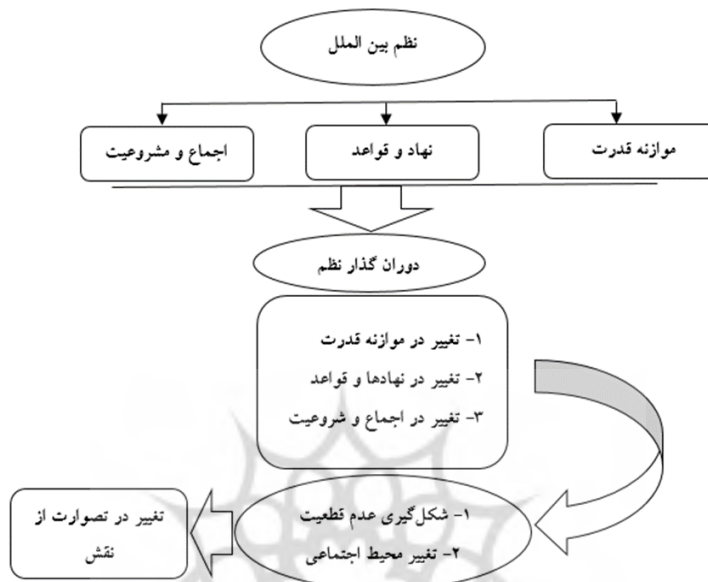 نظم بین الملل
موازنه قدرت
نهاد و قواعد
اجماع و مشروعیت
دوران گذار نظم
۱- تغییر در موازنه قدرت
۲- تغییر در نهادها و قواعد
۳- تغییر در اجماع و شروعیت
۱- شکل‌گیری عدم قطعیت
۲- تغییر محیط اجتماعی
تغییر در تصوارت از
نقش